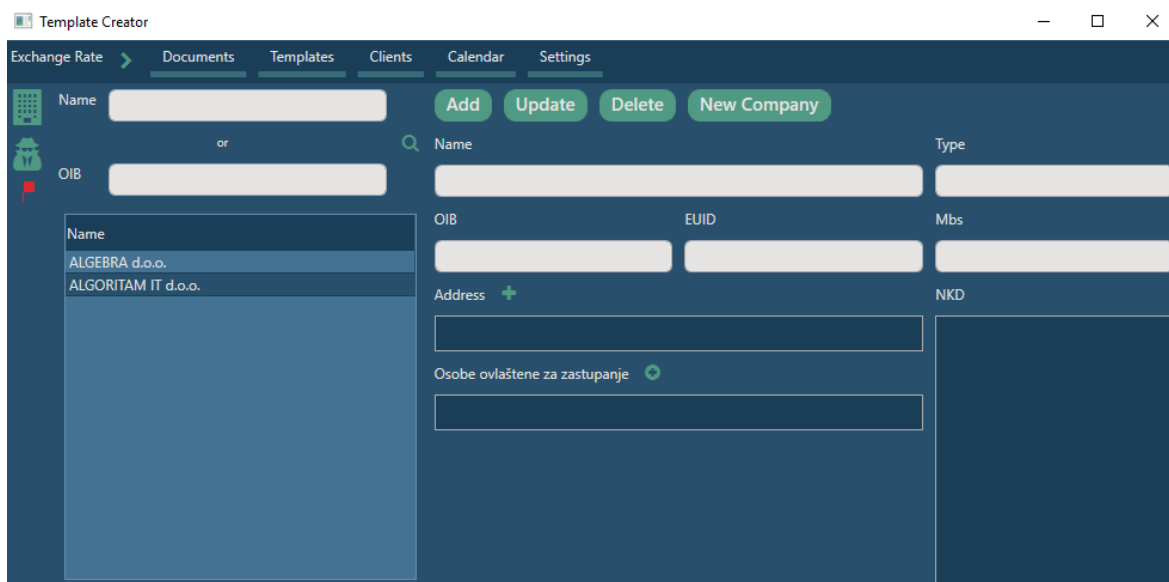 Template Creator
Exchange Rate Documents Templates Clients Calendar Settings
Name
or
OIB
Name
ALGEBRA d.o.o.
ALGORITAM IT d.o.o.
Add Update Delete New Company
Name Type
OIB EUID Mbs
Address NKD
Osobe ovlaštene za zastupanje